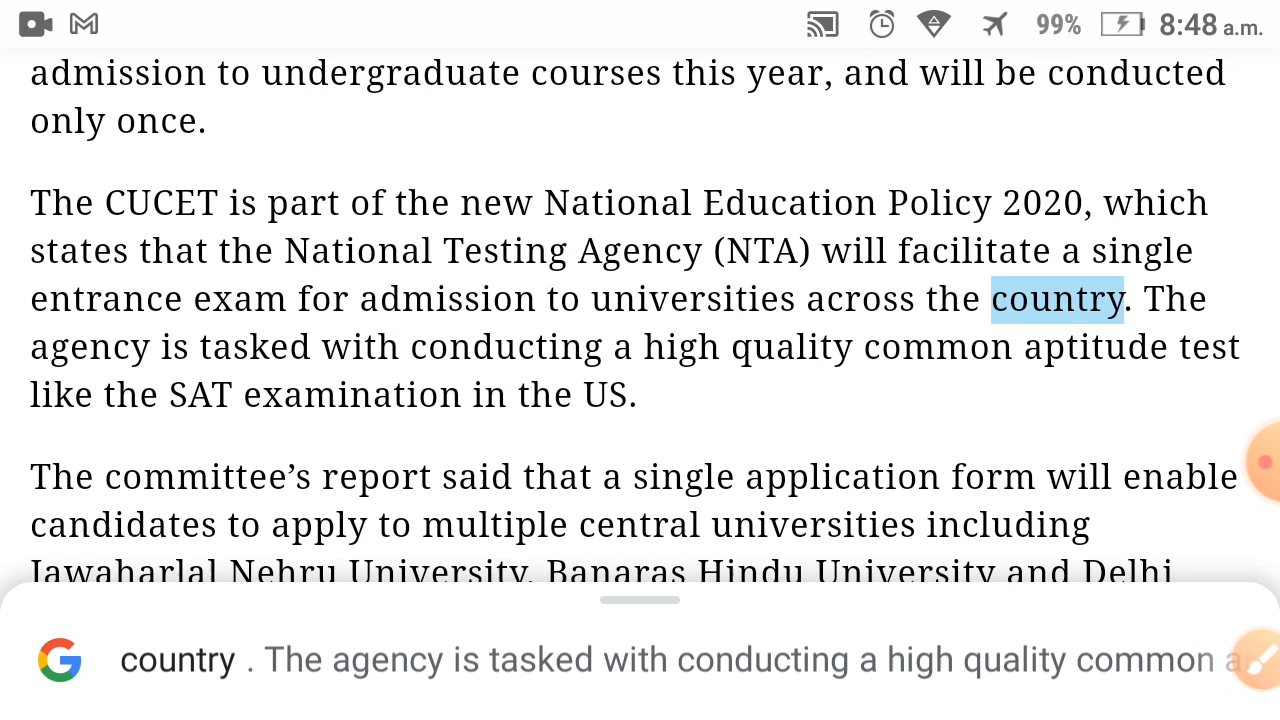 99% 8:48 a.m.
admission to undergraduate courses this year, and will be conducted
only once.
The CUCET is part of the new National Education Policy 2020, which
states that the National Testing Agency (NTA) will facilitate a single
entrance exam for admission to universities across the country. The
agency is tasked with conducting a high quality common aptitude test
like the SAT examination in the US.
The committee’s report said that a single application form will enable
candidates to apply to multiple central universities including
Jawaharlal Nehru University, Banaras Hindu University and Delhi
country . The agency is tasked with conducting a high quality common